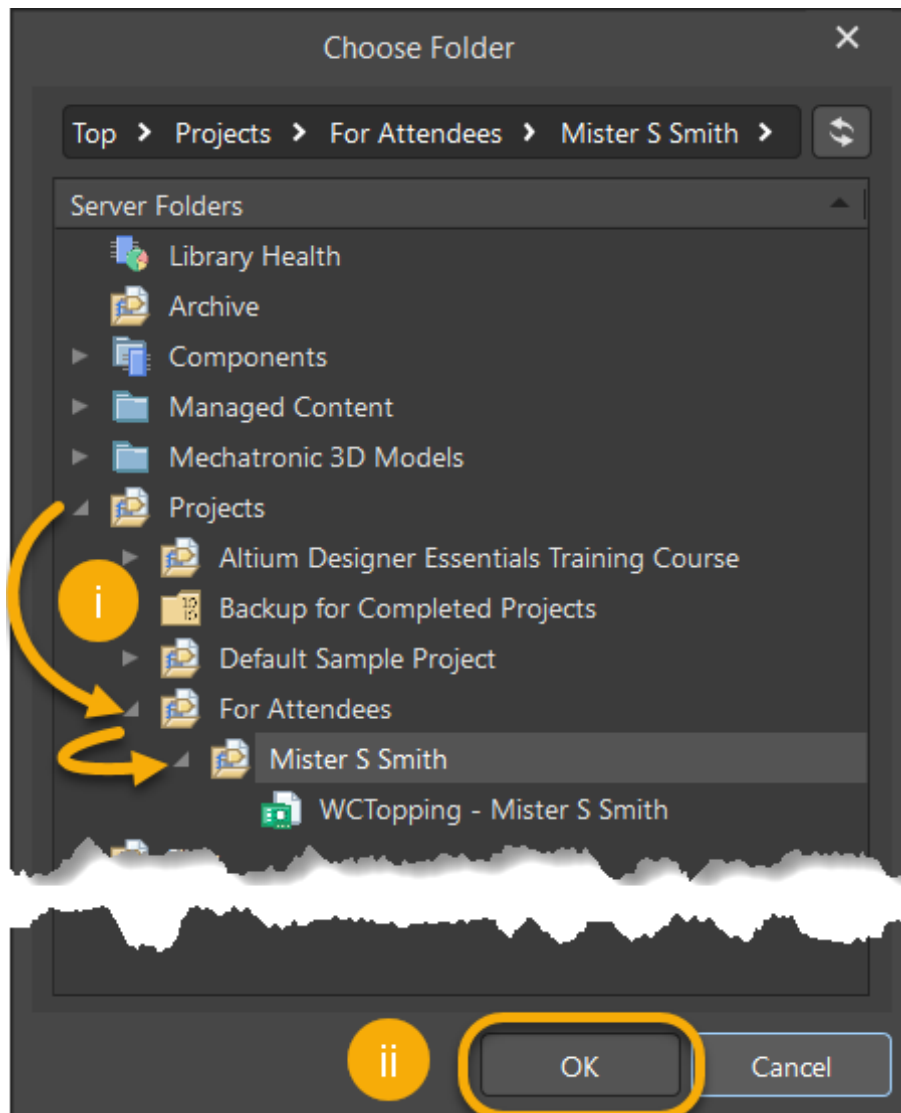 Choose Folder
Top > Projects > For Attendees > Mister S Smith >
Server Folders
Library Health
Archive
Components
Managed Content
Mechatronic 3D Models
Projects
Altium Designer Essentials Training Course
i
Backup for Completed Projects
Default Sample Project
For Attendees
Mister S Smith
WCTopping - Mister S Smith
ii
OK Cancel